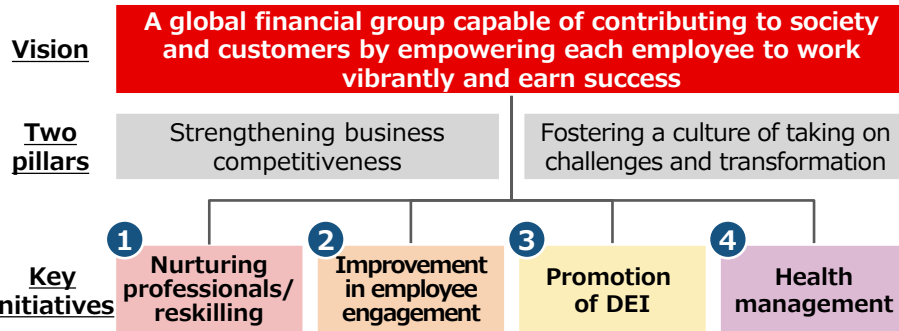 Vision
A global financial group capable of contributing to society
and customers by empowering each employee to work
vibrantly and earn success
Two
pillars
Strengthening business
competitiveness
Fostering a culture of taking on
challenges and transformation
Key
initiatives
1
Nurturing
professionals/
reskilling
2
Improvement
in employee
engagement
3
Promotion
of DEI
4
Health
management